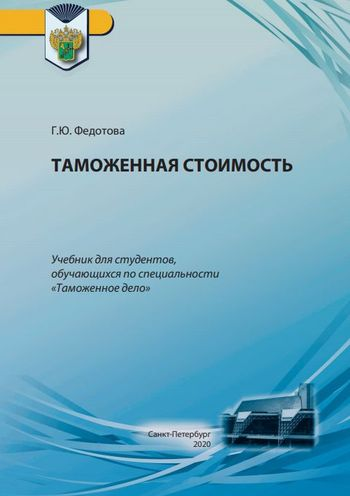 Г.Ю. Федотова
ТАМОЖЕННАЯ СТОИМОСТЬ
Учебник для студентов,
обучающихся по специальности
«Таможенное дело»
Санкт-Петербург
2020